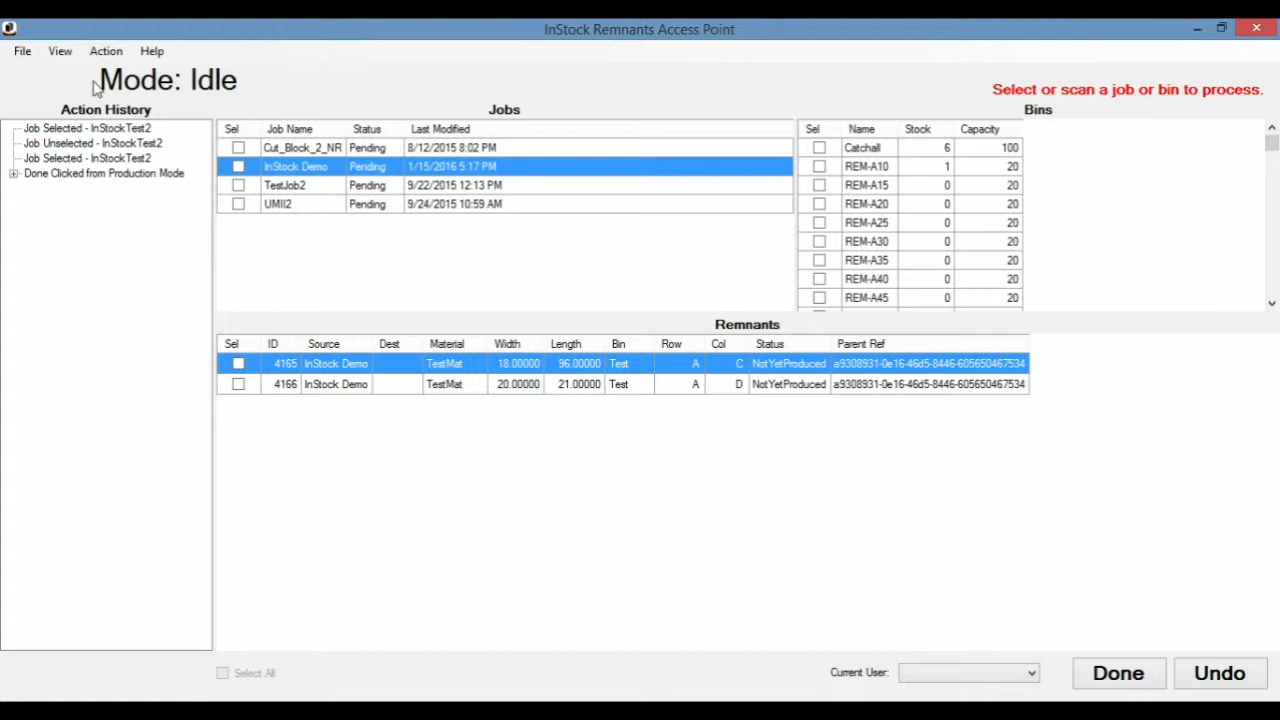 InStock Remnants Access Point
File View Action Help
Mode: Idle
Select or scan a job or bin to process.
Action History
Job Selected - InStockTest2
Job Unselected - InStockTest2
Job Selected - InStockTest2
Done Clicked from Production Mode
Jobs
Sel Job Name Status Last Modified
Cut_Block_2_NR Pending 8/12/2015 8:02 PM
InStock Demo Pending 1/15/2016 5:17 PM
TestJob2 Pending 9/22/2015 12:13 PM
UMII2 Pending 9/24/2015 10:59 AM
Bins
Sel Name Stock Capacity
Catchall 6 100
REM-A10 1 20
REM-A15 0 20
REM-A20 0 20
REM-A25 0 20
REM-A30 0 20
REM-A35 0 20
REM-A40 0 20
REM-A45 0 20
Remnants
Sel ID Source Dest Material Width Length Bin Row Col Status Parent Ref
4165 InStock Demo TestMat 18.00000 96.00000 Test A C NotYetProduced a9308931-0e16-46d5-8446-605650467534
4166 InStock Demo TestMat 20.00000 21.00000 Test A D NotYetProduced a9308931-0e16-46d5-8446-605650467534
Select All
Current User:
Done
Undo